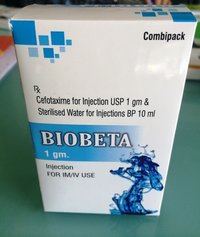 Combipack
Rx
Cefotaxime for Injection USP 1 gm &
Sterilised Water for Injections BP 10 ml
BIOBETA
1 gm.
Injection
FOR IM/IV USE